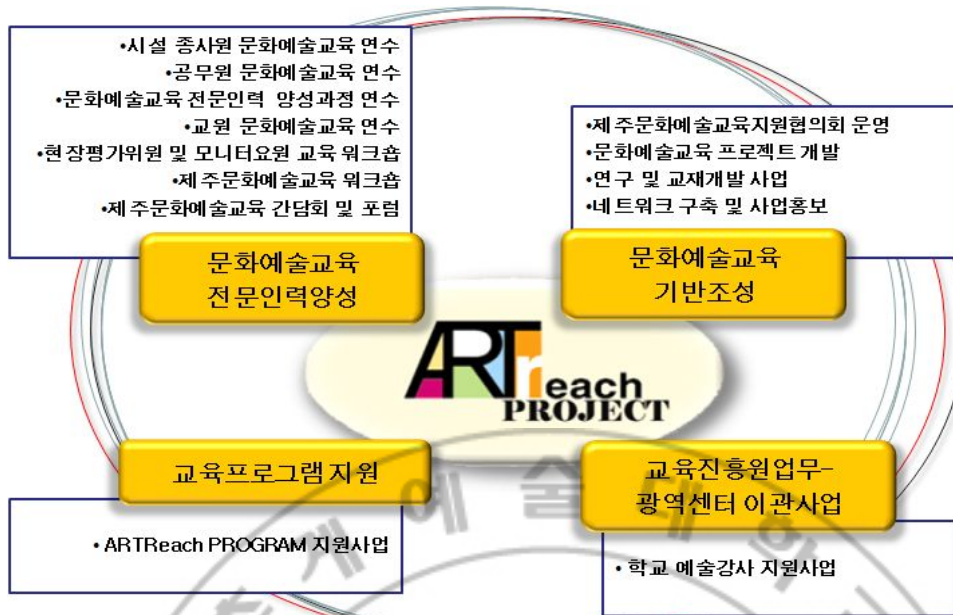 •시설 종사원 문화예술교육 연수
•공무원 문화예술교육 연수
•문화예술교육 전문인력 양성과정 연수
•교원 문화예술교육 연수
•현장평가위원 및 모니터요원 교육 워크숍
•제주문화예술교육 워크숍
•제주문화예술교육 간담회 및 포럼
문화예술교육
전문인력양성
•제주문화예술교육지원협의회 운영
•문화예술교육 프로젝트 개발
•연구 및 교재개발 사업
•네트워크 구축 및 사업홍보
문화예술교육
기반조성
ARTreach
PROJECT
교육프로그램 지원
• ARTReach PROGRAM 지원사업
교육진흥원업무-
광역센터 이관사업
• 학교 예술강사 지원사업
계예술대학